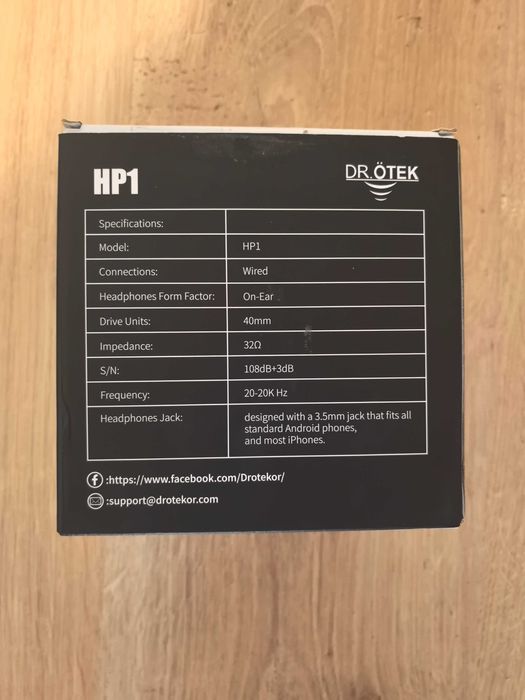 HP1
DR.ÖTEK
Specifications:
Model: HP1
Connections: Wired
Headphones Form Factor: On-Ear
Drive Units: 40mm
Impedance: 32Ω
S/N: 108dB+3dB
Frequency: 20-20K Hz
Headphones Jack: designed with a 3.5mm jack that fits all
standard Android phones,
and most iPhones.
:https://www.facebook.com/Drotekor/
:support@drotekor.com